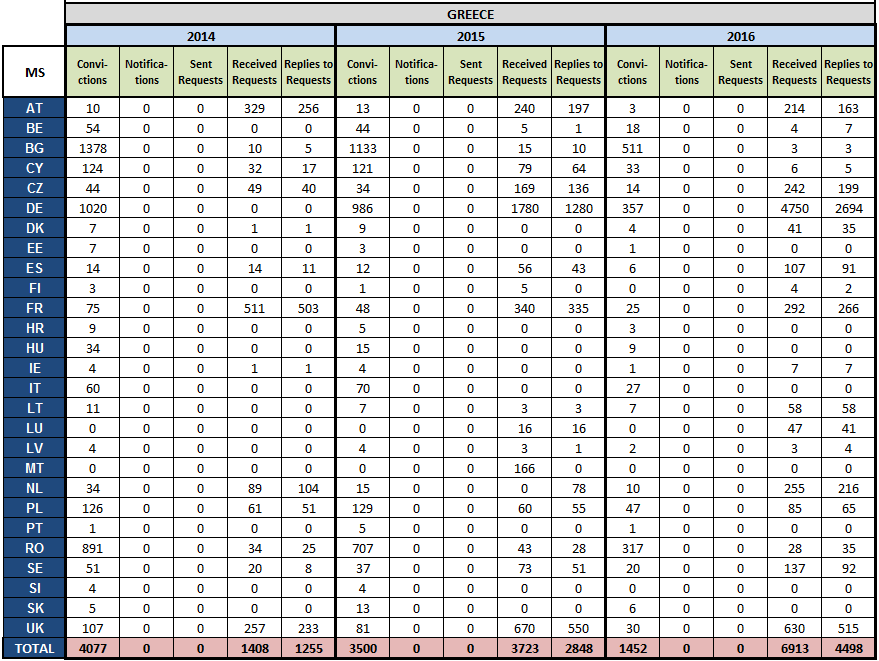 GREECE
2014 2015 2016
MS Convi-ctions Notifica-tions Sent Requests Received Requests Replies to Requests Convi-ctions Notifica-tions Sent Requests Received Requests Replies to Requests Convi-ctions Notifica-tions Sent Requests Received Requests Replies to Requests
AT 10 0 0 329 256 13 0 0 240 197 3 0 0 214 163
BE 54 0 0 0 0 44 0 0 5 1 18 0 0 4 7
BG 1378 0 0 10 5 1133 0 0 15 10 511 0 0 3 3
CY 124 0 0 32 17 121 0 0 79 64 33 0 0 6 5
CZ 44 0 0 49 40 34 0 0 169 136 14 0 0 242 199
DE 1020 0 0 0 0 986 0 0 1780 1280 357 0 0 4750 2694
DK 7 0 0 1 1 9 0 0 0 0 4 0 0 41 35
EE 7 0 0 0 0 3 0 0 0 0 1 0 0 0 0
ES 14 0 0 14 11 12 0 0 56 43 6 0 0 107 91
FI 3 0 0 0 0 1 0 0 5 0 0 0 0 4 2
FR 75 0 0 511 503 48 0 0 340 335 25 0 0 292 266
HR 9 0 0 0 0 5 0 0 0 0 3 0 0 0 0
HU 34 0 0 0 0 15 0 0 0 0 9 0 0 0 0
IE 4 0 0 1 1 4 0 0 0 0 1 0 0 7 7
IT 60 0 0 0 0 70 0 0 0 0 27 0 0 0 0
LT 11 0 0 0 0 7 0 0 3 3 7 0 0 58 58
LU 0 0 0 0 0 0 0 0 16 16 0 0 0 47 41
LV 4 0 0 0 0 4 0 0 3 1 2 0 0 3 4
MT 0 0 0 0 0 0 0 0 166 0 0 0 0 0 0
NL 34 0 0 89 104 15 0 0 0 78 10 0 0 255 216
PL 126 0 0 61 51 129 0 0 60 55 47 0 0 85 65
PT 1 0 0 0 0 5 0 0 0 0 1 0 0 0 0
RO 891 0 0 34 25 707 0 0 43 28 317 0 0 28 35
SE 51 0 0 20 8 37 0 0 73 51 20 0 0 137 92
SI 4 0 0 0 0 4 0 0 0 0 0 0 0 0 0
SK 5 0 0 0 0 13 0 0 0 0 6 0 0 0 0
UK 107 0 0 257 233 81 0 0 670 550 30 0 0 630 515
TOTAL 4077 0 0 1408 1255 3500 0 0 3723 2848 1452 0 0 6913 4498